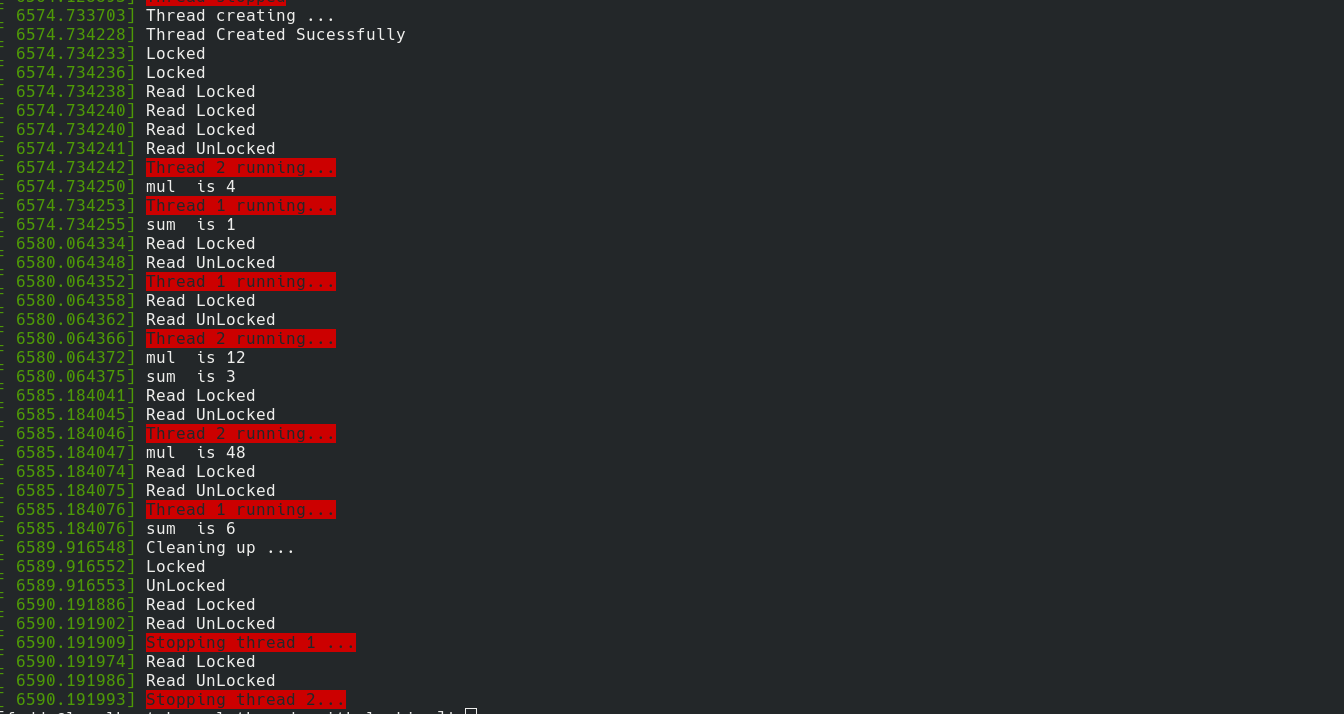 6574.733703] Thread creating ...
6574.734228] Thread Created Sucessfully
6574.734233] Locked
6574.734236] Locked
6574.734238] Read Locked
6574.734240] Read Locked
6574.734240] Read Locked
6574.734241] Read UnLocked
6574.734242] Thread 2 running...
6574.734250] mul  is 4
6574.734253] Thread 1 running...
6574.734255] sum  is 1
6580.064334] Read Locked
6580.064348] Read UnLocked
6580.064352] Thread 1 running...
6580.064358] Read Locked
6580.064362] Read UnLocked
6580.064366] Thread 2 running...
6580.064372] mul  is 12
6580.064375] sum  is 3
6585.184041] Read Locked
6585.184045] Read UnLocked
6585.184046] Thread 2 running...
6585.184047] mul  is 48
6585.184074] Read Locked
6585.184075] Read UnLocked
6585.184076] Thread 1 running...
6585.184076] sum  is 6
6589.916548] Cleaning up ...
6589.916552] Locked
6589.916553] UnLocked
6590.191886] Read Locked
6590.191902] Read UnLocked
6590.191909] Stopping thread 1 ...
6590.191974] Read Locked
6590.191986] Read UnLocked
6590.191993] Stopping thread 2...